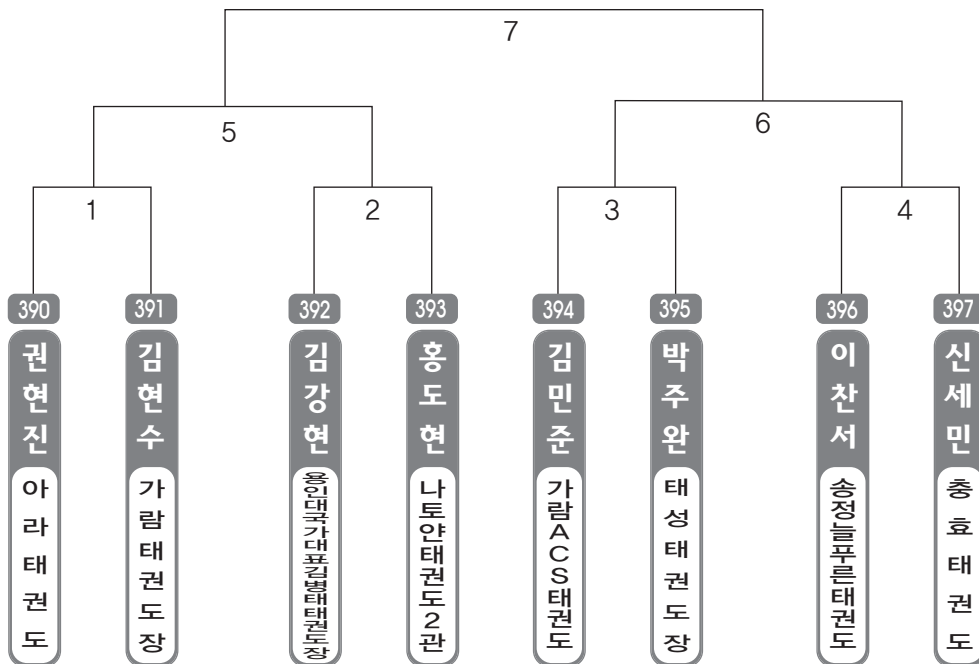 7
5
6
1
2
3
4
390
391
392
393
394
395
396
397
권현진
김현수
김강현
홍도현
김민준
박주완
이찬서
신세민
아라태권도
가람태권도장
용인대국가대표김병태태권도장
나토얀태권도2관
가람ACS태권도
태성태권도장
송정늘푸른태권도
충효태권도